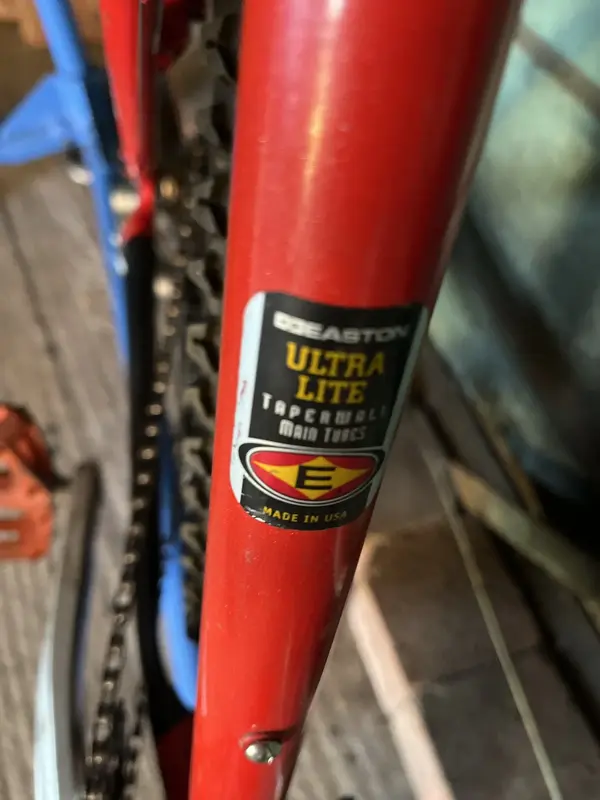 EASTON
ULTRA
LITE
TAPERWALL
MAIN TUBES
E
MADE IN USA